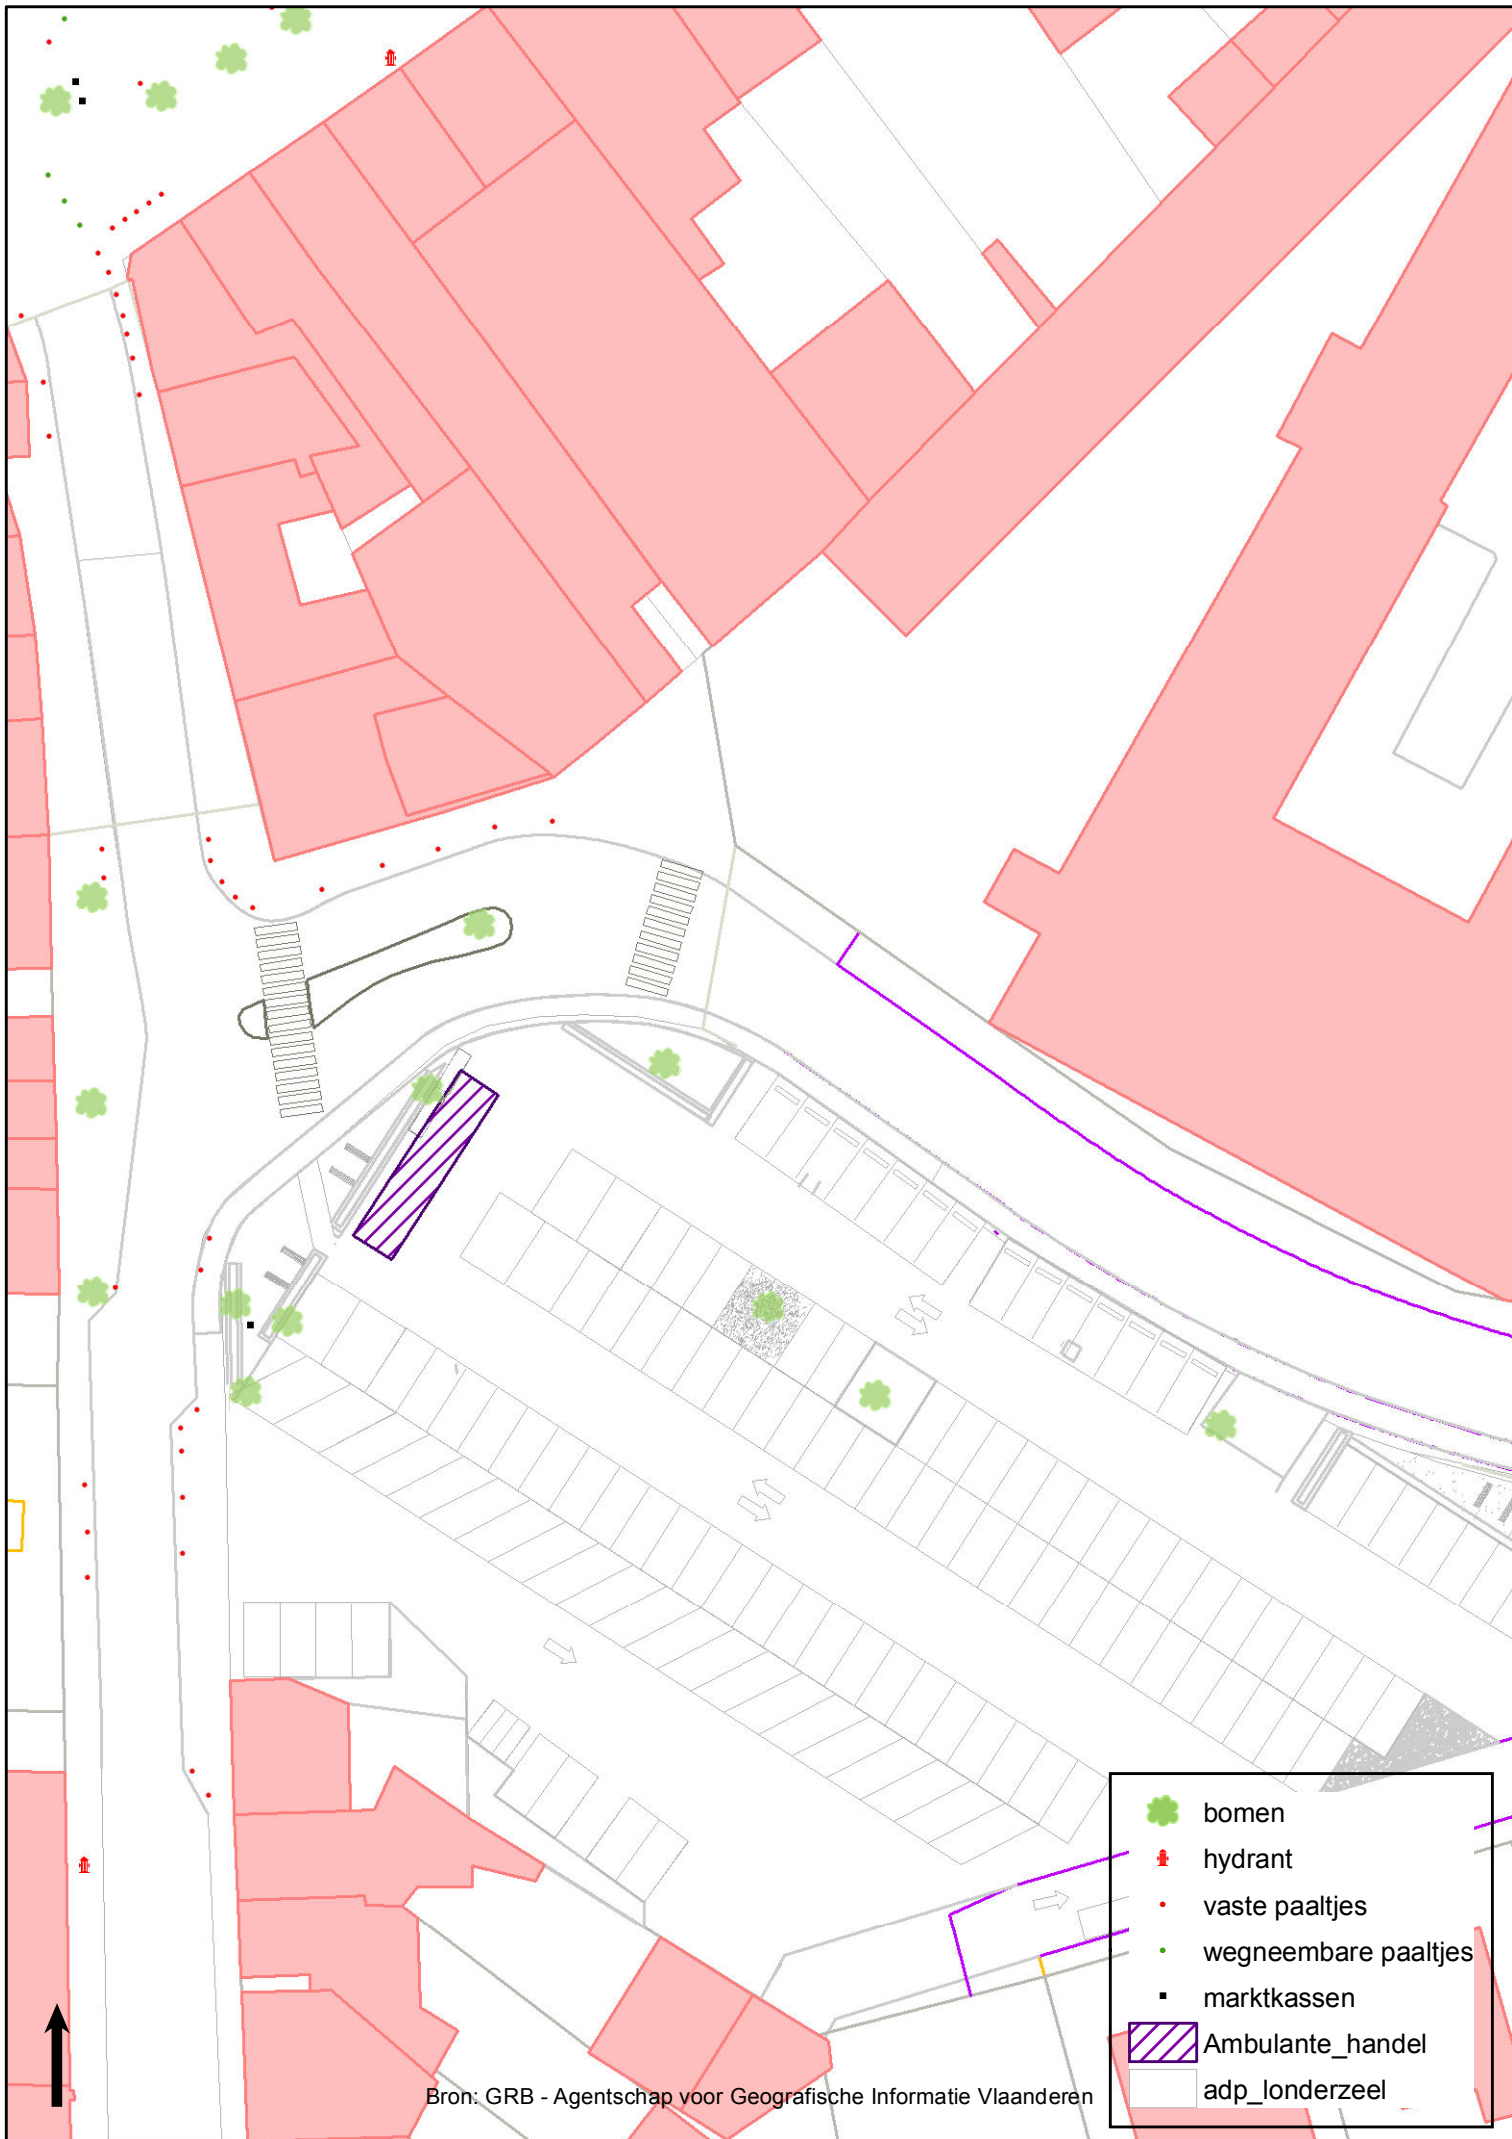 bomen
hydrant
vaste paaltjes
wegneembare paaltjes
marktkassen
Ambulante_handel
adp_londerzeel
Bron: GRB - Agentschap voor Geografische Informatie Vlaanderen